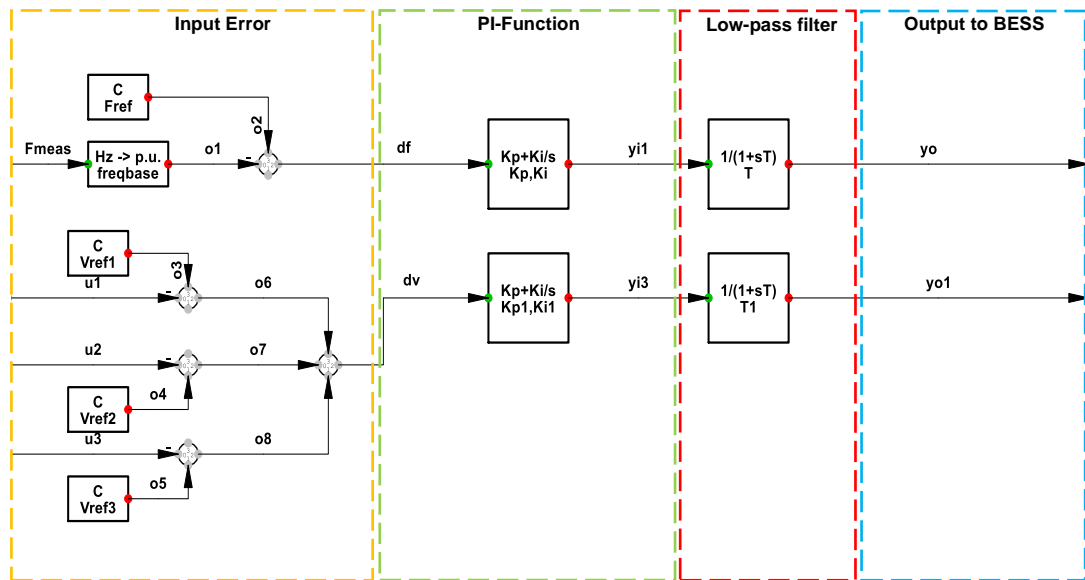 Input Error
PI-Function
Low-pass filter
Output to BESS
C
Fref
o2
Fmeas
Hz -> p.u.
freqbase
o1
-
df
Kp+Ki/s
Kp,Ki
yi1
1/(1+sT)
T
yo
C
Vref1
o3
u1
-
o6
dv
Kp+Ki/s
Kp1,Ki1
yi3
1/(1+sT)
T1
yo1
u2
-
o7
C
Vref2
o4
u3
-
o8
C
Vref3
o5